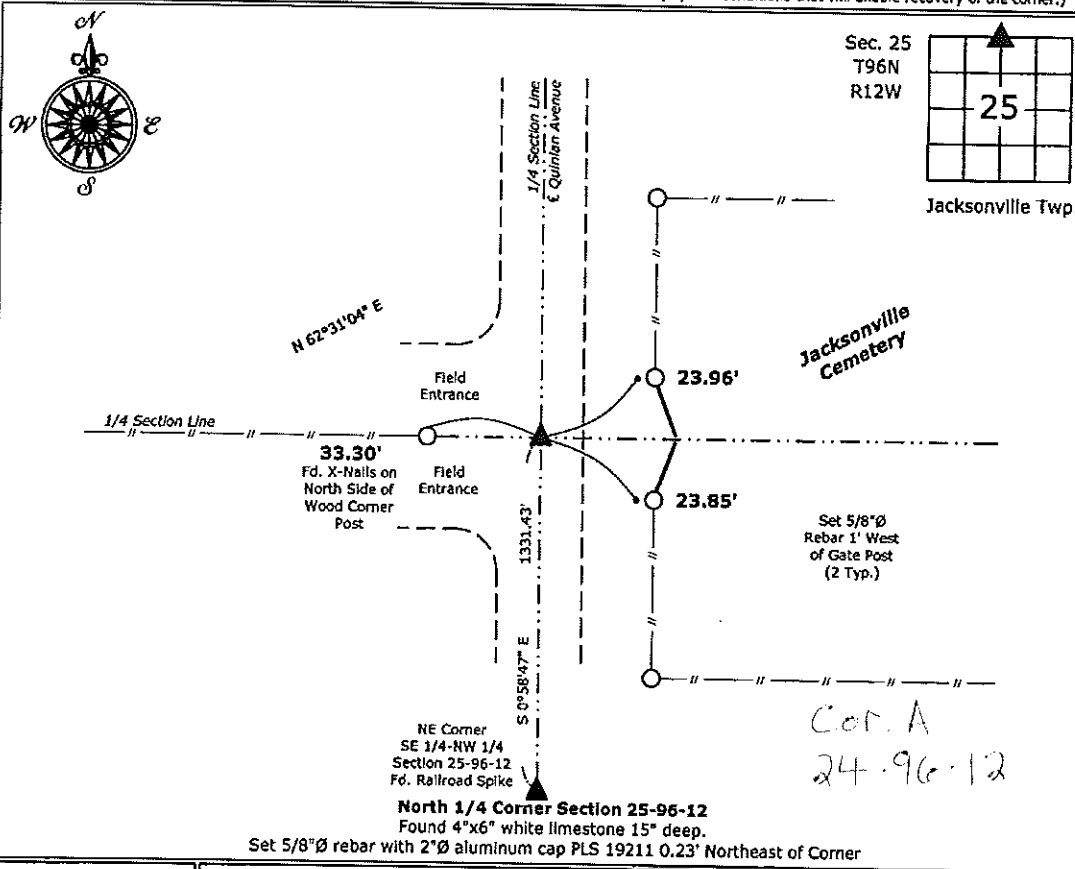 N
W
E
S
Sec. 25
T96N
R12W
25
Jacksonville Twp
1/4 Section Line
℄ Quinlan Avenue
N 62°31'04" E
Jacksonville
Cemetery
Field
Entrance
23.96'
1/4 Section Line
33.30'
Fd. X-Nails on
North Side of
Wood Corner
Post
Field
Entrance
23.85'
1331.43'
S 0°58'47" E
Set 5/8"Ø
Rebar 1' West
of Gate Post
(2 Typ.)
NE Corner
SE 1/4-NW 1/4
Section 25-96-12
Fd. Railroad Spike
Cor. A
24-96-12
North 1/4 Corner Section 25-96-12
Found 4"x6" white limestone 15" deep.
Set 5/8"Ø rebar with 2"Ø aluminum cap PLS 19211 0.23' Northeast of Corner